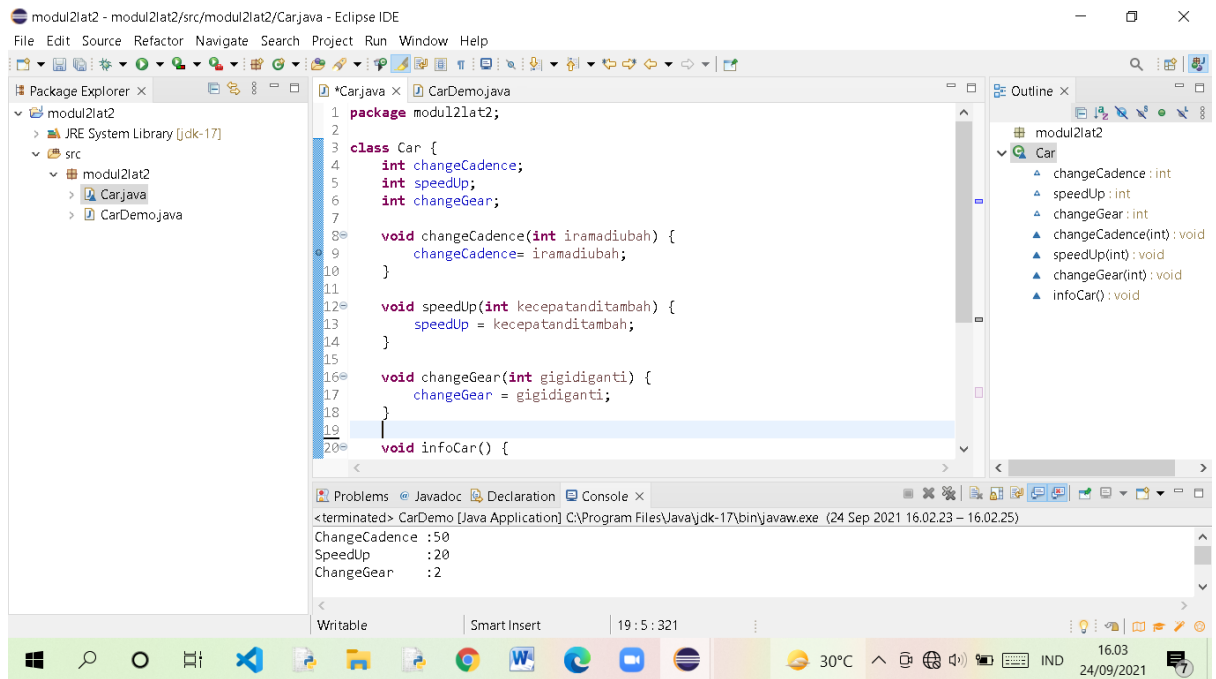 modul2lat2 - modul2lat2/src/modul2lat2/Car.java - Eclipse IDE
File Edit Source Refactor Navigate Search Project Run Window Help
Package Explorer
modul2lat2
JRE System Library [jdk-17]
src
modul2lat2
Car.java
CarDemo.java
*Car.java
CarDemo.java
1 package modul2lat2;
2
3 class Car {
4 int changeCadence;
5 int speedUp;
6 int changeGear;
7
8 void changeCadence(int iramadiubah) {
9 changeCadence= iramadiubah;
10 }
11
12 void speedUp(int kecepatanditambah) {
13 speedUp = kecepatanditambah;
14 }
15
16 void changeGear(int gigidiganti) {
17 changeGear = gigidiganti;
18 }
19
20 void infoCar() {
Outline
modul2lat2
Car
changeCadence : int
speedUp : int
changeGear : int
changeCadence(int) : void
speedUp(int) : void
changeGear(int) : void
infoCar() : void
Problems @ Javadoc Declaration Console
<terminated> CarDemo [Java Application] C:\Program Files\Java\jdk-17\bin\javaw.exe (24 Sep 2021 16.02.23 – 16.02.25)
ChangeCadence :50
SpeedUp :20
ChangeGear :2
Writable Smart Insert 19 : 5 : 321
30°C IND 16.03
24/09/2021
7